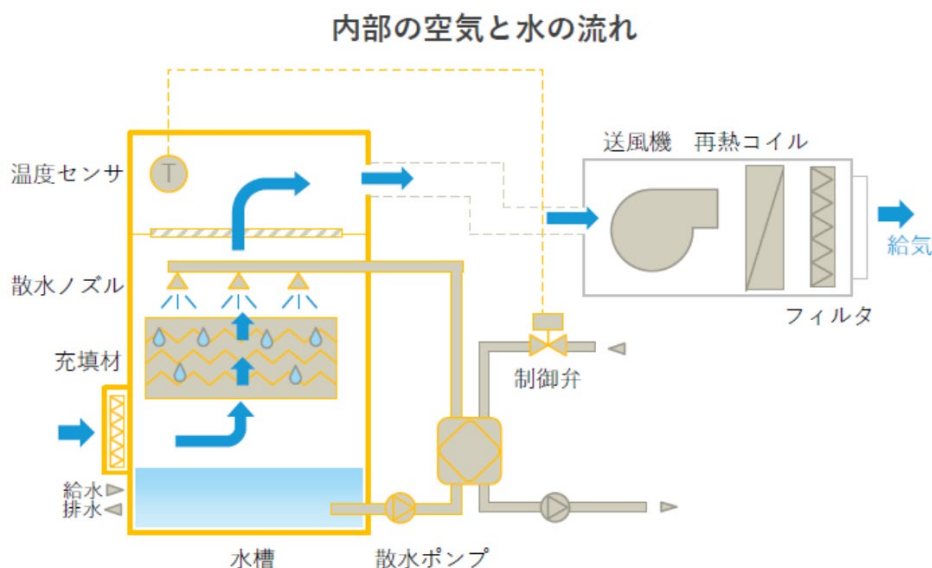 内部の空気と水の流れ
温度センサ
T
送風機 再熱コイル
給気
散水ノズル
フィルタ
充填材
制御弁
給水
排水
水槽
散水ポンプ